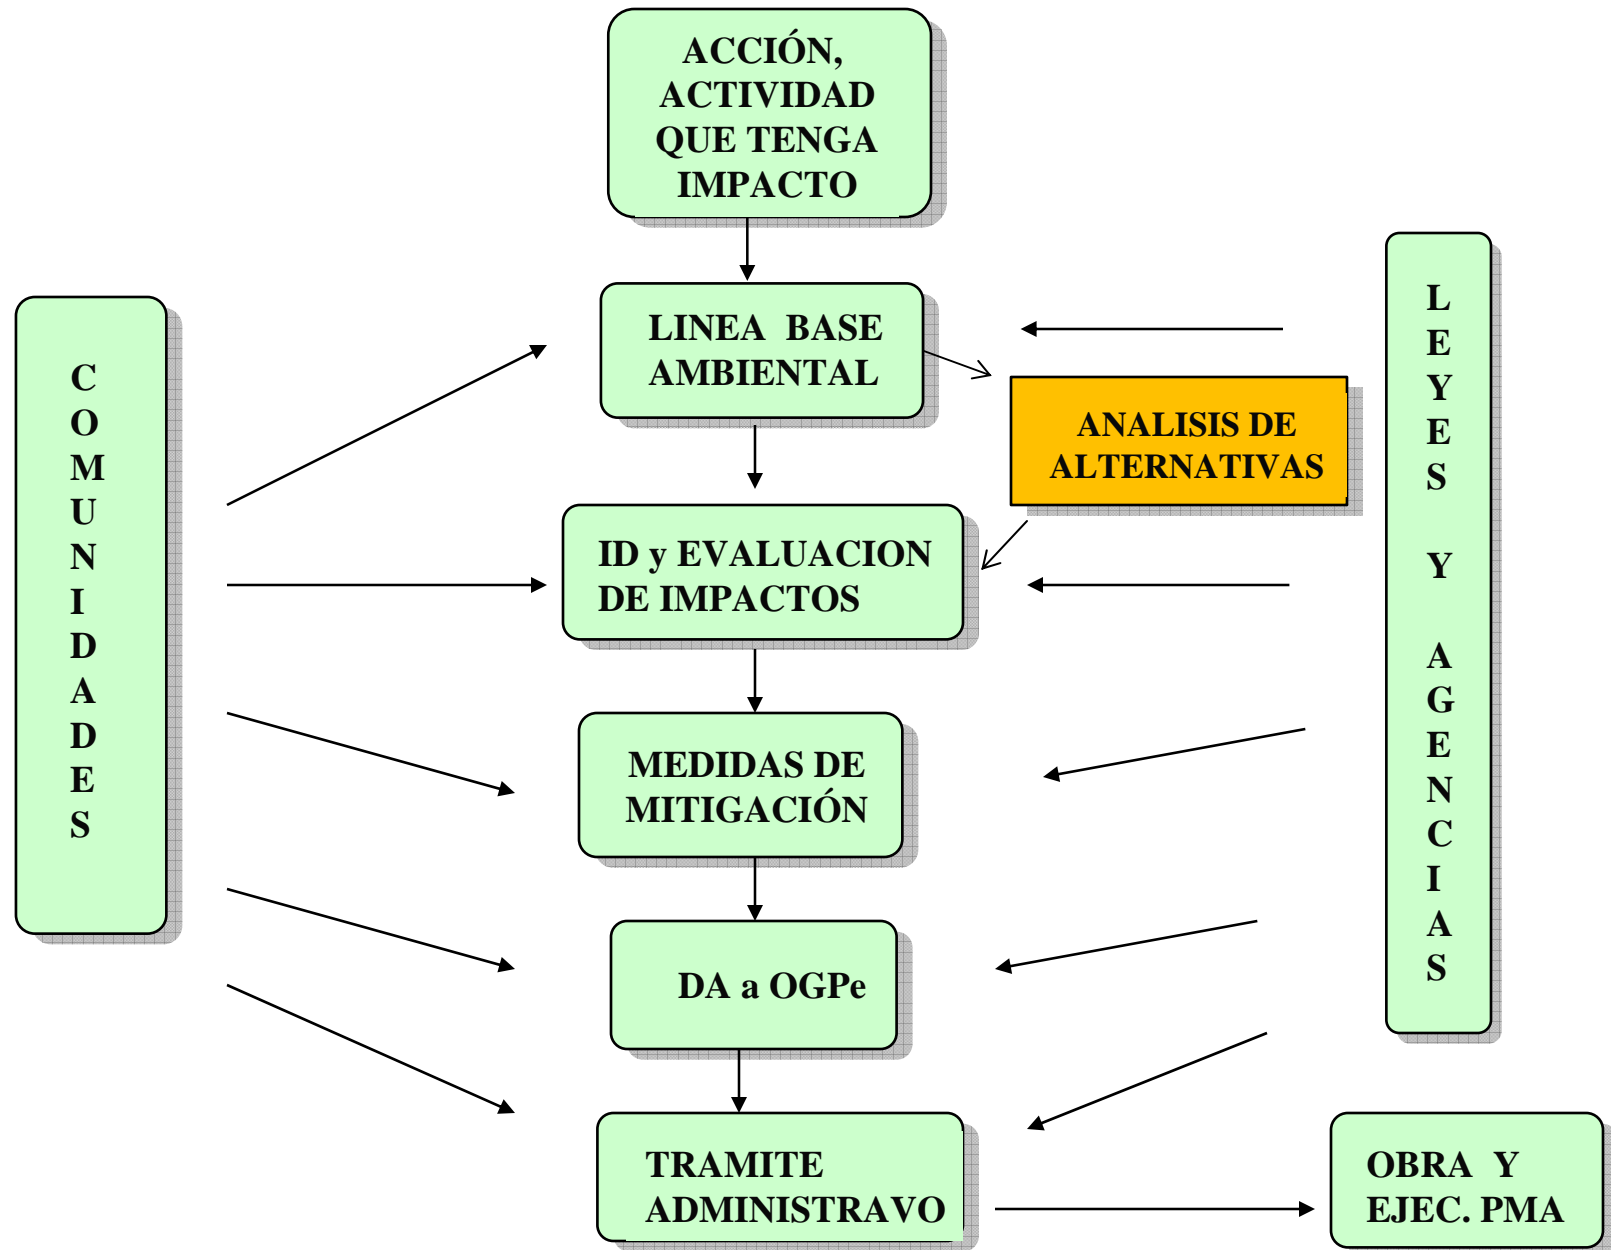 ACCIÓN,
ACTIVIDAD
QUE TENGA
IMPACTO
LINEA BASE
AMBIENTAL
ANALISIS DE
ALTERNATIVAS
ID y EVALUACION
DE IMPACTOS
MEDIDAS DE
MITIGACIÓN
DA a OGPe
TRAMITE
ADMINISTRAVO
OBRA Y
EJEC. PMA
C
O
M
U
N
I
D
A
D
E
S
L
E
Y
E
S
Y
A
G
E
N
C
I
A
S